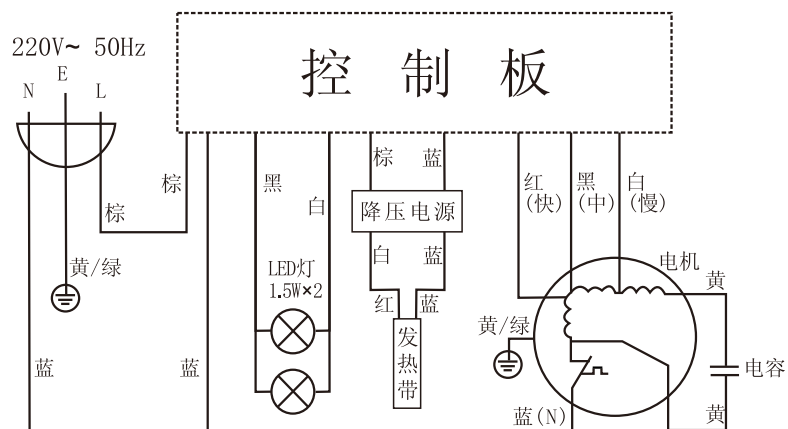 220V~ 50Hz
控制板
E
N
L
棕
蓝
棕
黑
红
黑
白
(快)
(中)
(慢)
白
棕
降压电源
白
蓝
黄/绿
LED灯
1.5W×2
红
蓝
电机
黄
黄/绿
发热带
蓝
蓝
电容
蓝(N)
黄